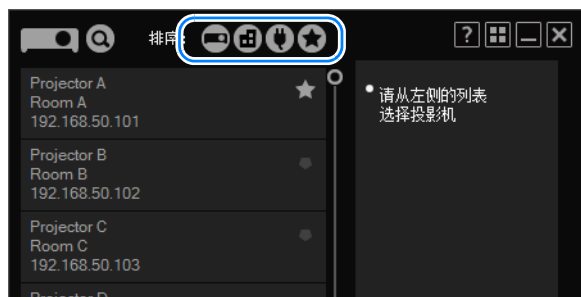 排序:
?
Projector A
Room A
192.168.50.101
Projector B
Room B
192.168.50.102
Projector C
Room C
192.168.50.103
Projector D
请从左侧的列表
选择投影机